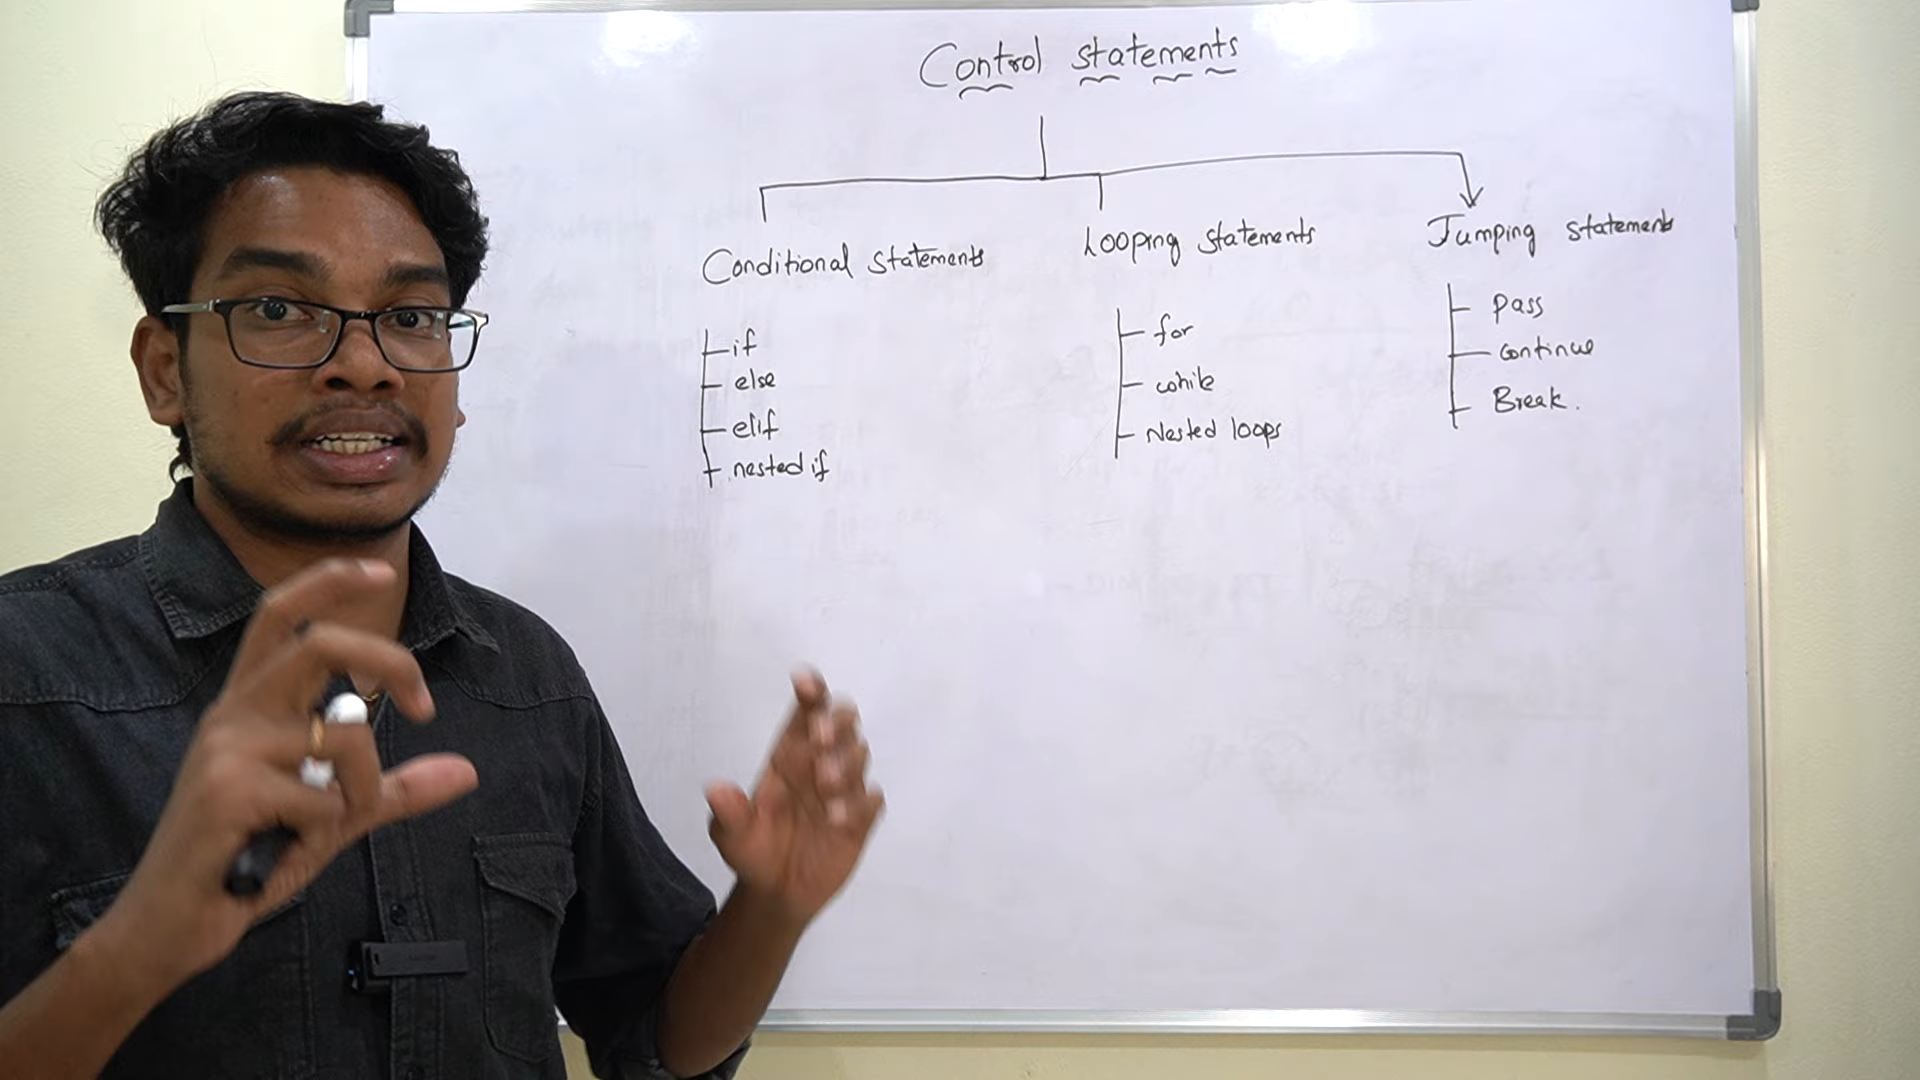 Control statements
Conditional statements
if
else
elif
nested if
Looping statements
for
while
Nested loops
Jumping statements
pass
continue
Break.